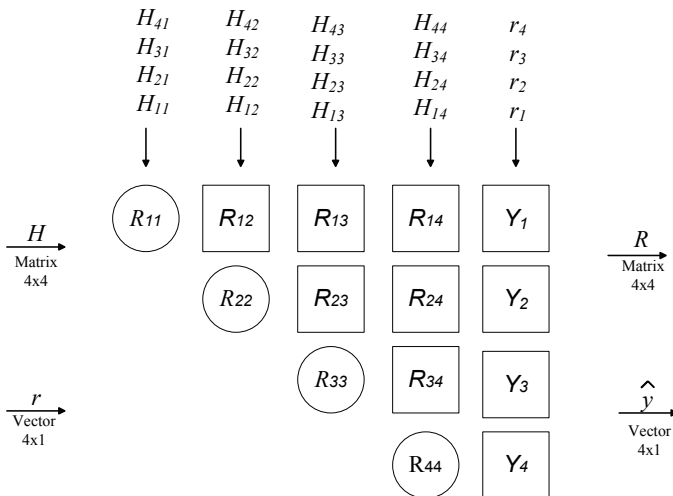 H41 H42 H43 H44 r4
H31 H32 H33 H34 r3
H21 H22 H23 H24 r2
H11 H12 H13 H14 r1
H
Matrix
4x4
R11 R12 R13 R14 Y1
R
Matrix
4x4
R22 R23 R24 Y2
r
Vector
4x1
R33 R34 Y3
ŷ
Vector
4x1
R44 Y4